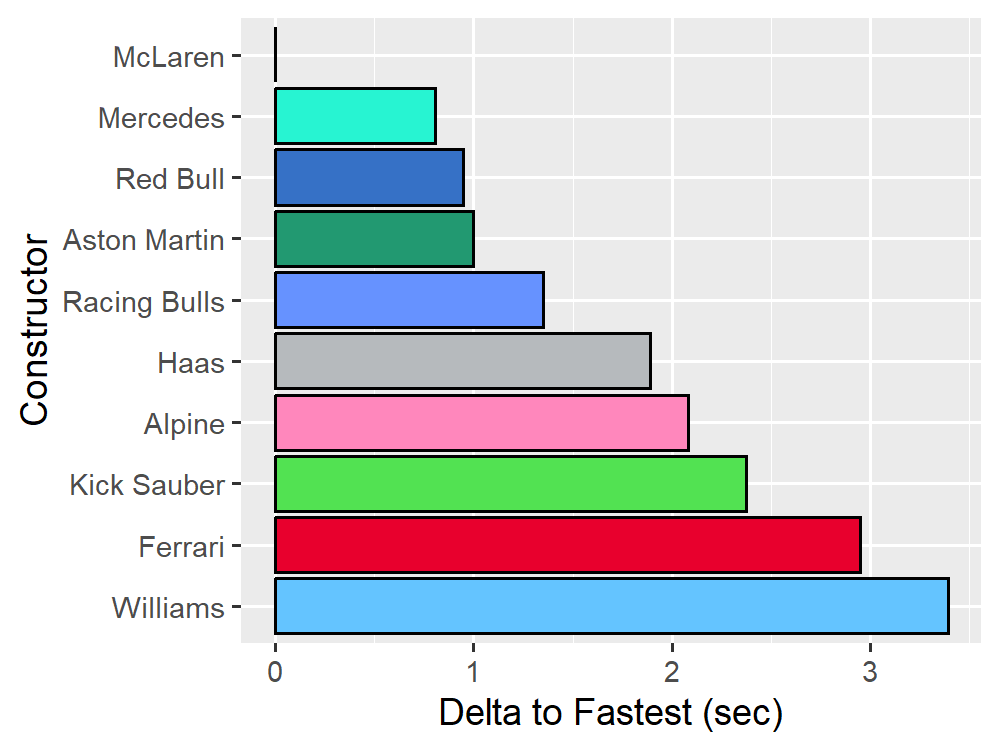 McLaren
Mercedes
Red Bull
Aston Martin
Racing Bulls
Haas
Alpine
Kick Sauber
Ferrari
Williams
Constructor
0 1 2 3
Delta to Fastest (sec)